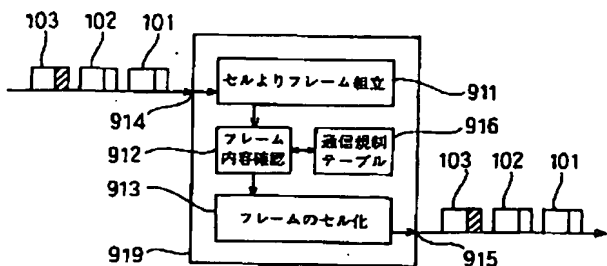 103
102
101
セルよりフレーム組立
911
914
912
フレーム
内容確認
通信規制
テーブル
916
913
フレームのセル化
103
102
101
919
915